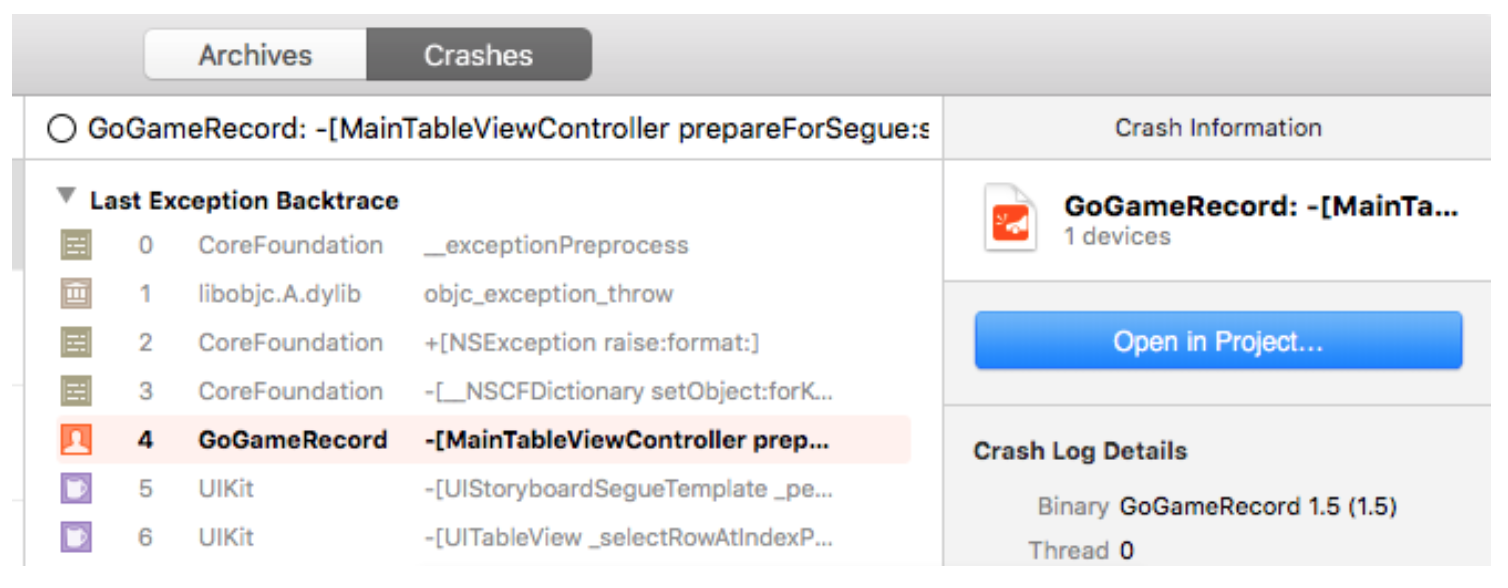 Archives Crashes
GoGameRecord: -[MainTableViewController prepareForSegue:s
Crash Information
Last Exception Backtrace
0 CoreFoundation __exceptionPreprocess
1 libobjc.A.dylib objc_exception_throw
2 CoreFoundation +[NSException raise:format:]
3 CoreFoundation -[__NSCFDictionary setObject:forK...
4 GoGameRecord -[MainTableViewController prep...
5 UIKit -[UIStoryboardSegueTemplate _pe...
6 UIKit -[UITableView _selectRowAtIndexP...
GoGameRecord: -[MainTa...
1 devices
Open in Project...
Crash Log Details
Binary GoGameRecord 1.5 (1.5)
Thread 0